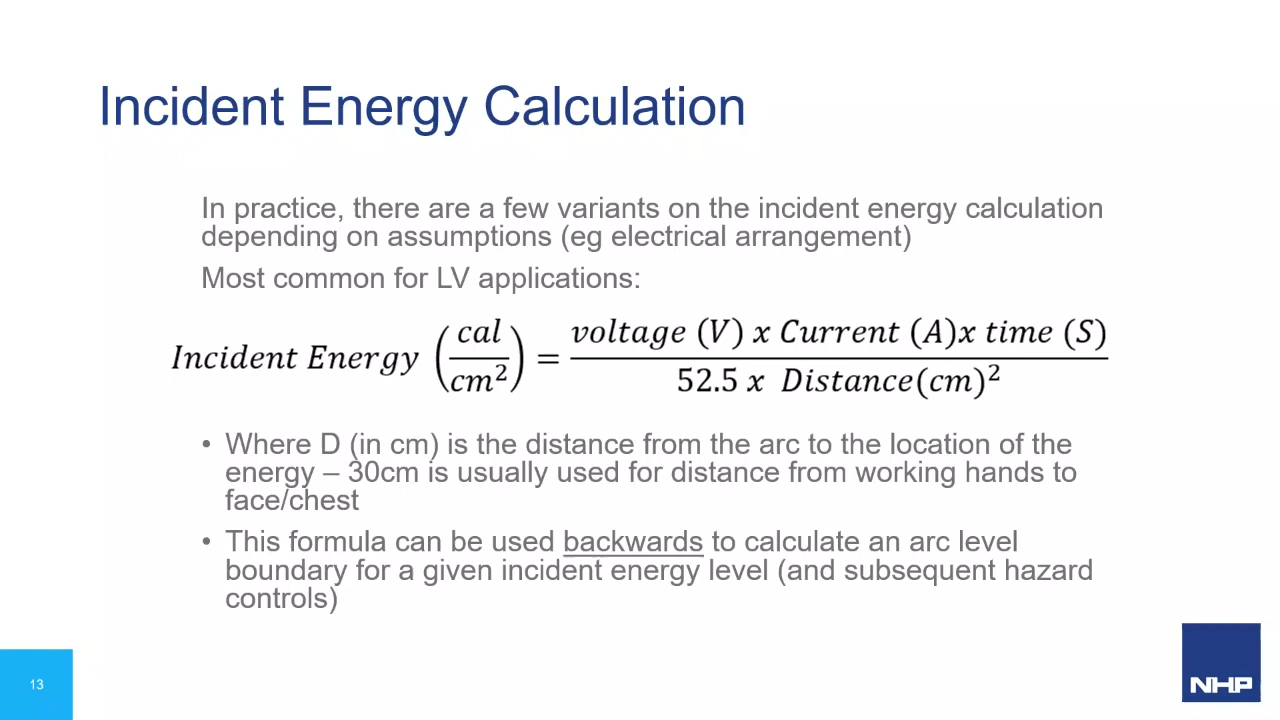 Incident Energy Calculation
In practice, there are a few variants on the incident energy calculation
depending on assumptions (eg electrical arrangement)
Most common for LV applications:
Incident Energy (cal/cm²) = voltage (V) x Current (A)x time (S) / 52.5 x Distance(cm)²
• Where D (in cm) is the distance from the arc to the location of the
energy – 30cm is usually used for distance from working hands to
face/chest
• This formula can be used backwards to calculate an arc level
boundary for a given incident energy level (and subsequent hazard
controls)
13
NHP